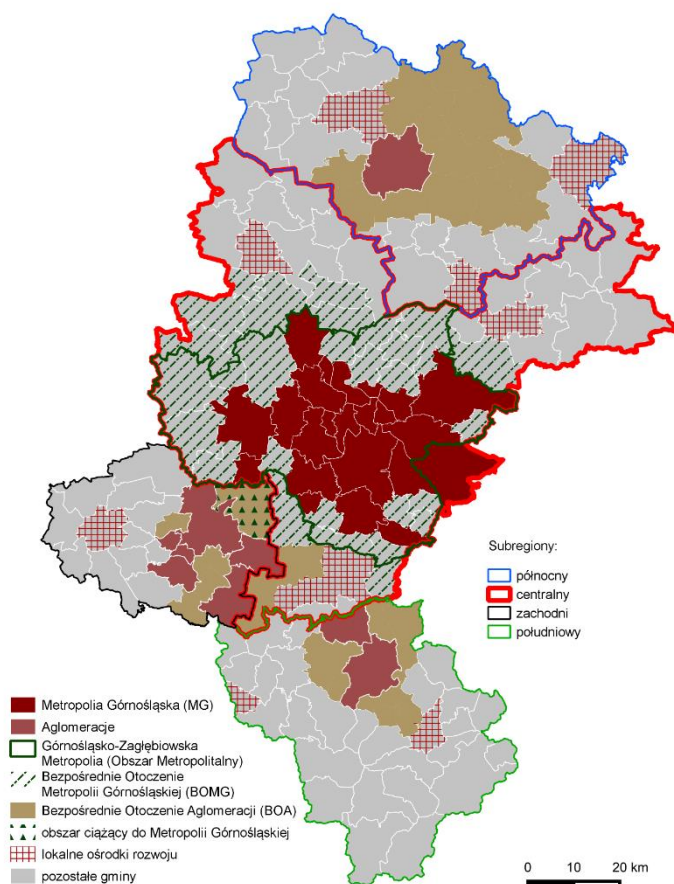 Subregiony:
północny
centralny
zachodni
południowy
Metropolia Górnośląska (MG)
Aglomeracje
Górnośląsko-Zagłębiowska
Metropolia (Obszar Metropolitalny)
Bezpośrednie Otoczenie
Metropolii Górnośląskiej (BOMG)
Bezpośrednie Otoczenie Aglomeracji (BOA)
obszar ciążący do Metropolii Górnośląskiej
lokalne ośrodki rozwoju
pozostałe gminy
0 10 20 km